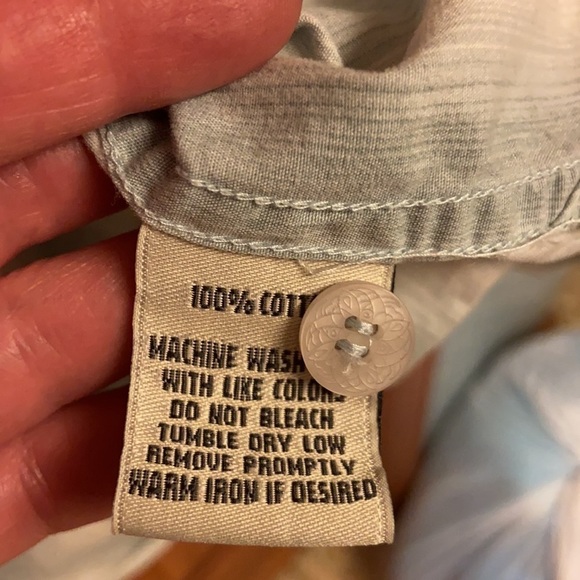 100% COTT
MACHINE WASH
WITH LIKE COLORS
DO NOT BLEACH
TUMBLE DRY LOW
REMOVE PROMPTLY
WARM IRON IF DESIRED